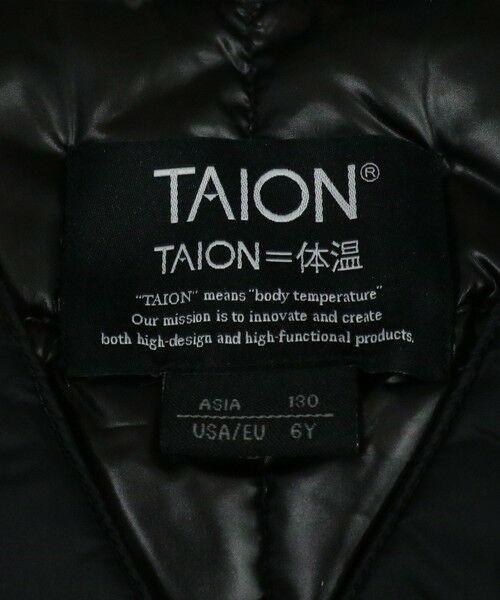 TAION®
TAION=体温
"TAION" means "body temperature"
Our mission is to innovate and create
both high-design and high-functional products.
ASIA 130
USA/EU 6Y